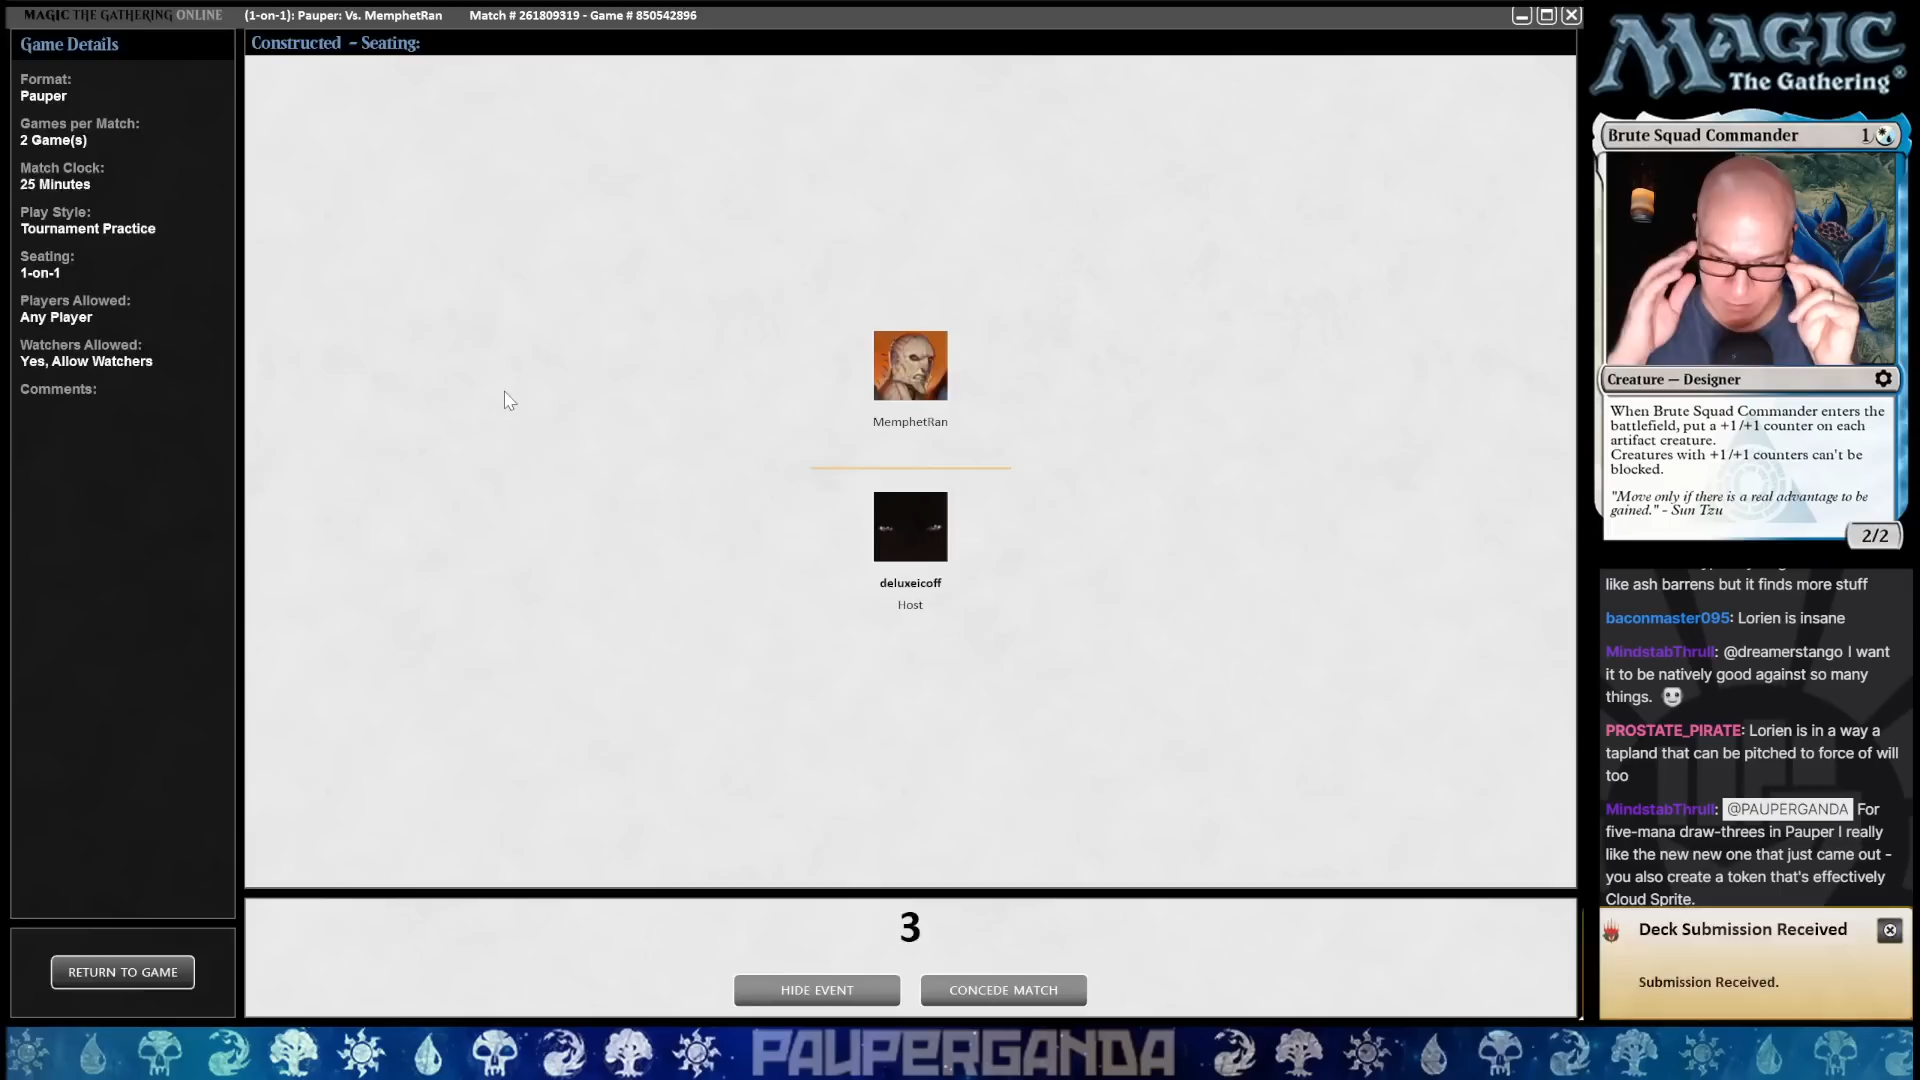 MAGIC THE GATHERING ONLINE
(1-on-1): Pauper: Vs. MemphetRan
Match # 261809319 - Game # 850542896
Game Details
Format:
Pauper
Games per Match:
2 Game(s)
Match Clock:
25 Minutes
Play Style:
Tournament Practice
Seating:
1-on-1
Players Allowed:
Any Player
Watchers Allowed:
Yes, Allow Watchers
Comments:
RETURN TO GAME
Constructed - Seating:
MemphetRan
deluxeicoff
Host
3
HIDE EVENT
CONCEDE MATCH
MAGIC
The Gathering®
Brute Squad Commander 1
Creature — Designer
When Brute Squad Commander enters the
battlefield, put a +1/+1 counter on each
artifact creature.
Creatures with +1/+1 counters can't be
blocked.
"Move only if there is a real advantage to be
gained." - Sun Tzu
2/2
like ash barrens but it finds more stuff
baconmaster095: Lorien is insane
MindstabThrull: @dreamerstango I want
it to be natively good against so many
things.
PROSTATE_PIRATE: Lorien is in a way a
tapland that can be pitched to force of will
too
MindstabThrull: @PAUPERGANDA For
five-mana draw-threes in Pauper I really
like the new new one that just came out -
you also create a token that's effectively
Cloud Sprite.
Deck Submission Received
Submission Received.
PAUPERGANDA